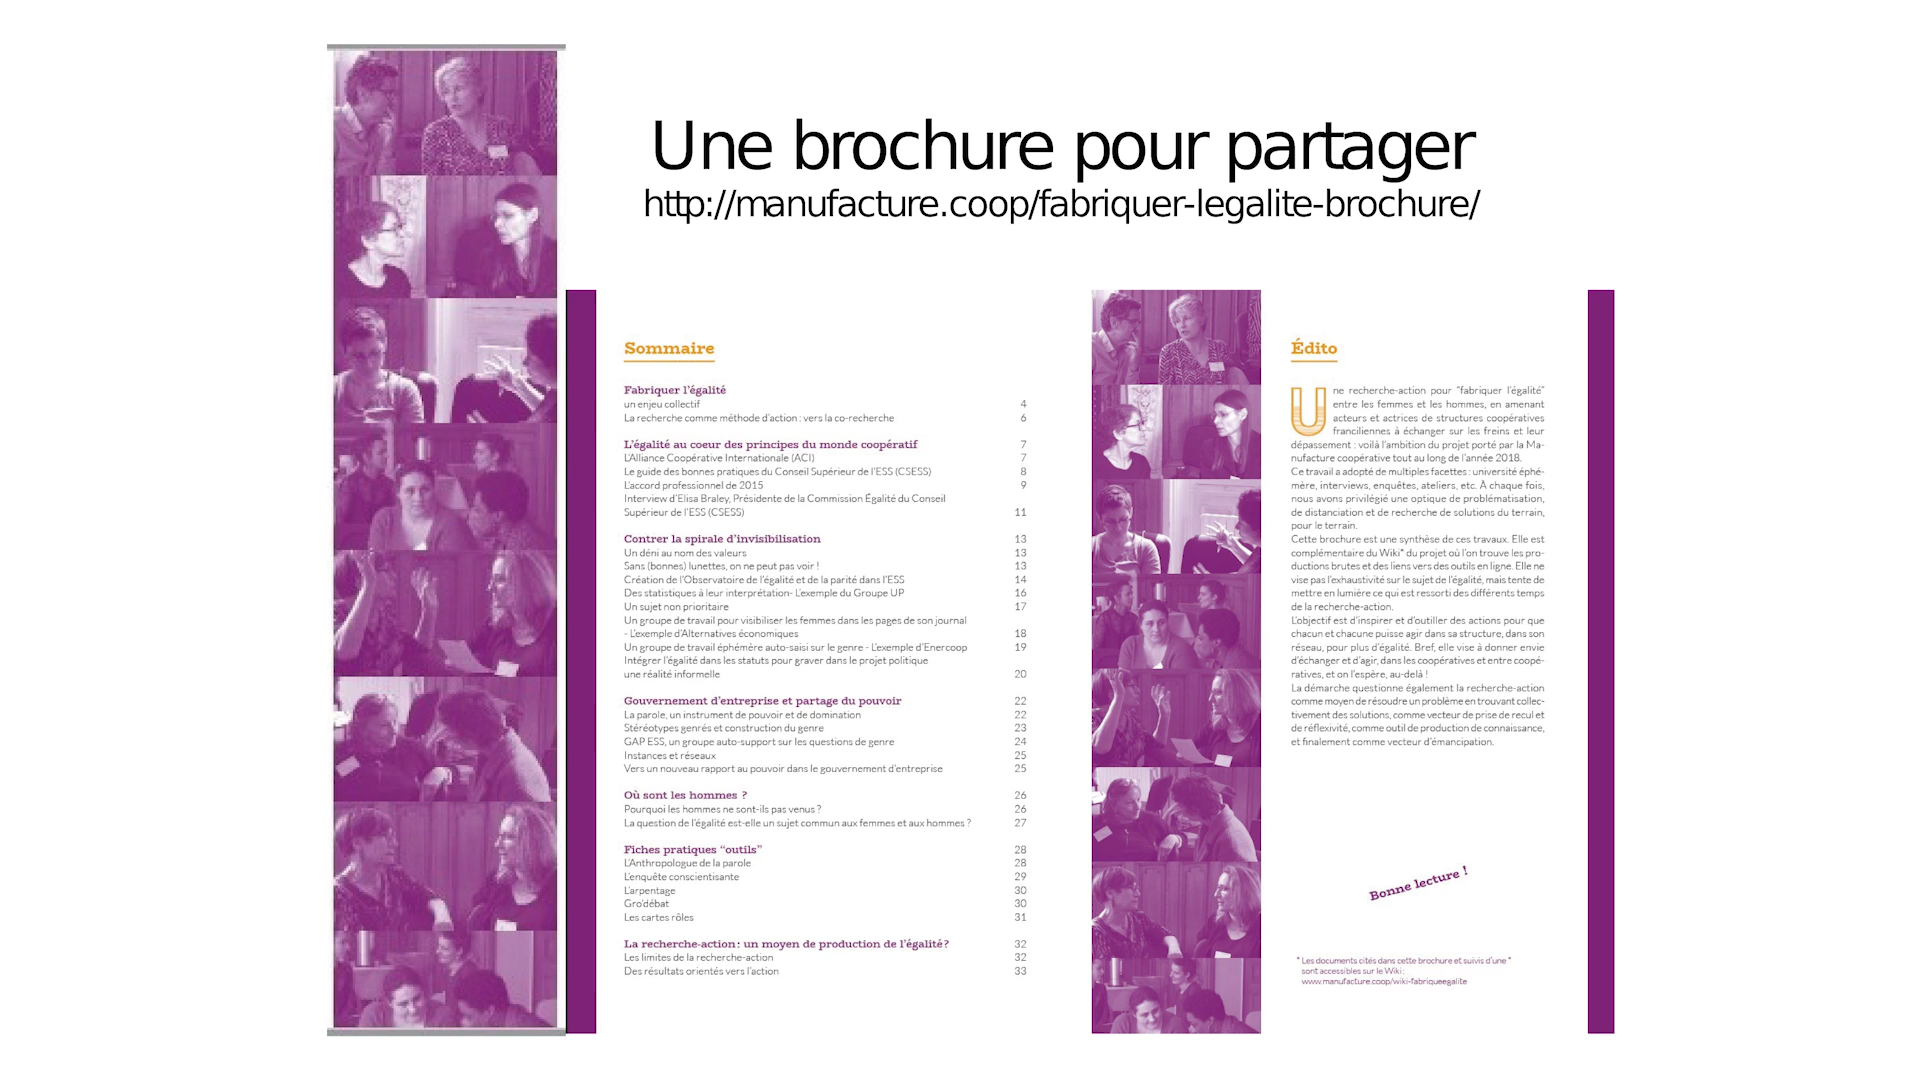 Une brochure pour partager
http://manufacture.coop/fabriquer-legalite-brochure/
Sommaire
Fabriquer l'égalité
un enjeu collectif 4
La recherche comme méthode d'action : vers la co-recherche 6
L'égalité au coeur des principes du monde coopératif 7
L'Alliance Coopérative Internationale (ACI) 7
Le guide des bonnes pratiques du Conseil Supérieur de l'ESS (CSESS) 8
L'accord professionnel de 2015 9
Interview d'Elisa Braley, Présidente de la Commission Égalité du Conseil
Supérieur de l'ESS (CSESS) 11
Contrer la spirale d'invisibilisation 13
Un déni au nom des valeurs 13
Sans (bonnes) lunettes, on ne peut pas voir ! 13
Création de l'Observatoire de l'égalité et de la parité dans l'ESS 14
Des statistiques à leur interprétation- L'exemple du Groupe UP 16
Un sujet non prioritaire 17
Un groupe de travail pour visibiliser les femmes dans les pages de son journal
- L'exemple d'Alternatives économiques 18
Un groupe de travail éphémère auto-saisi sur le genre - L'exemple d'Enercoop 19
Intégrer l'égalité dans les statuts pour graver dans le projet politique
une réalité informelle 20
Gouvernement d'entreprise et partage du pouvoir 22
La parole, un instrument de pouvoir et de domination 22
Stéréotypes genrés et construction du genre 23
GAP ESS, un groupe auto-support sur les questions de genre 24
Instances et réseaux 25
Vers un nouveau rapport au pouvoir dans le gouvernement d'entreprise 25
Où sont les hommes ? 26
Pourquoi les hommes ne sont-ils pas venus ? 26
La question de l'égalité est-elle un sujet commun aux femmes et aux hommes ? 27
Fiches pratiques “outils” 28
L'Anthropologue de la parole 28
L'enquête conscientisante 29
L'arpentage 30
Gro'débat 30
Les cartes rôles 31
La recherche-action : un moyen de production de l'égalité? 32
Les limites de la recherche-action 32
Des résultats orientés vers l'action 33
Édito
Une recherche-action pour "fabriquer l'égalité"
entre les femmes et les hommes, en amenant
acteurs et actrices de structures coopératives
franciliennes à échanger sur les freins et leur
dépassement : voilà l'ambition du projet porté par la Ma-
nufacture coopérative tout au long de l'année 2018.
Ce travail a adopté de multiples facettes : université éphé-
mère, interviews, enquêtes, ateliers, etc. À chaque fois,
nous avons privilégié une optique de problématisation,
de distanciation et de recherche de solutions du terrain,
pour le terrain.
Cette brochure est une synthèse de ces travaux. Elle est
complémentaire du Wiki* du projet où l'on trouve les pro-
ductions brutes et des liens vers des outils en ligne. Elle ne
vise pas l'exhaustivité sur le sujet de l'égalité, mais tente de
mettre en lumière ce qui est ressorti des différents temps
de la recherche-action.
L'objectif est d'inspirer et d'outiller des actions pour que
chacun et chacune puisse agir dans sa structure, dans son
réseau, pour plus d'égalité. Bref, elle vise à donner envie
d'échanger et d'agir, dans les coopératives et entre coopé-
ratives, et on l'espère, au-delà !
La démarche questionne également la recherche-action
comme moyen de résoudre un problème en trouvant collec-
tivement des solutions, comme vecteur de prise de recul et
de réflexivité, comme outil de production de connaissance,
et finalement comme vecteur d'émancipation.
Bonne lecture !
* Les documents cités dans cette brochure et suivis d'une *
sont accessibles sur le Wiki :
www.manufacture.coop/wiki-fabriqueegalite